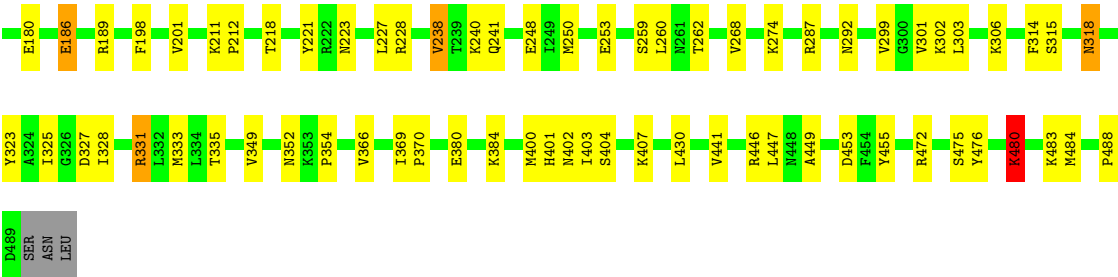 E180 E186 R189 F198 V201 K211 P212 T218 Y221 R222 N223 L227 R228 V238 T239 K240 Q241 E248 I249 M250 E253 S259 L260 N261 T262 V268 K274 R287 N292 V299 G300 V301 K302 L303 K306 F314 S315 N318
Y323 A324 I325 G326 D327 I328 R331 L332 M333 L334 T335 V349 N352 K353 P354 V366 I369 P370 E380 K384 M400 H401 N402 I403 S404 K407 L430 V441 R446 L447 N448 A449 D453 F454 Y455 R472 S475 Y476 K480 K483 M484 P488
D489 SER ASN LEU